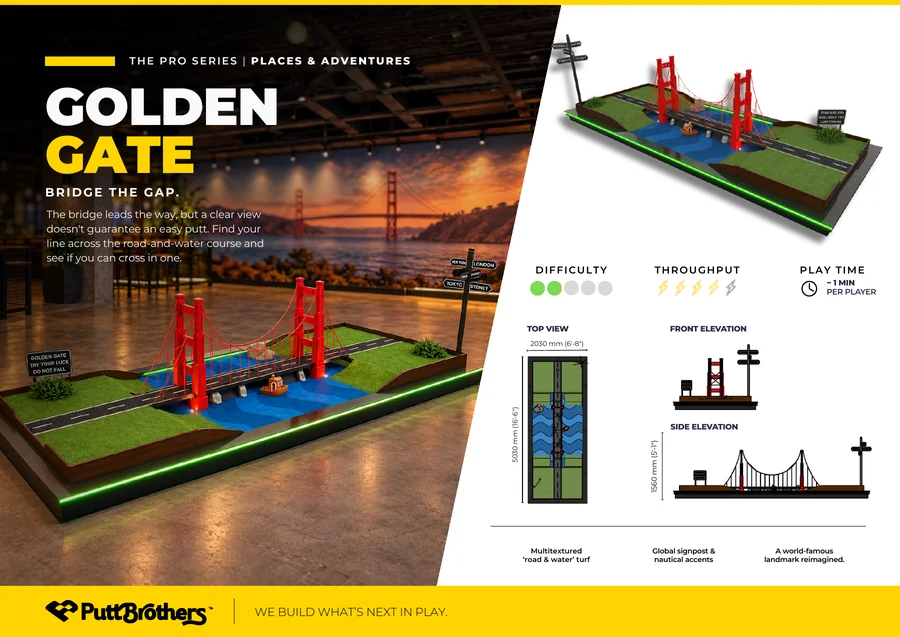 THE PRO SERIES | PLACES & ADVENTURES
GOLDEN
GATE
BRIDGE THE GAP.
The bridge leads the way, but a clear view
doesn't guarantee an easy putt. Find your
line across the road-and-water course and
see if you can cross in one.
NEW YORK
LONDON
TOKYO
SYDNEY
GOLDEN GATE
TRY YOUR LUCK
DO NOT FALL
DIFFICULTY
THROUGHPUT
PLAY TIME
~ 1 MIN
PER PLAYER
TOP VIEW
2030 mm (6'-8")
5030 mm (16'-6")
FRONT ELEVATION
SIDE ELEVATION
1560 mm (5'-1")
Multitextured
'road & water' turf
Global signpost &
nautical accents
A world-famous
landmark reimagined.
PuttBrothers™
WE BUILD WHAT'S NEXT IN PLAY.